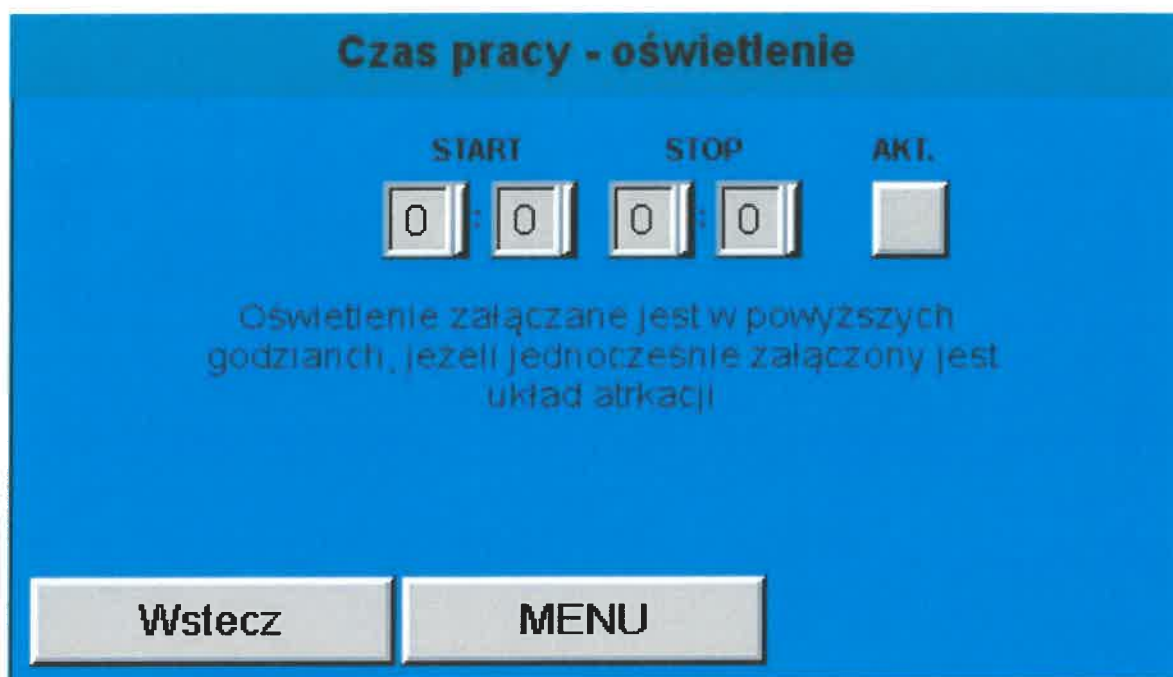 Czas pracy - oświetlenie
START STOP AKT.
0 : 0 0 : 0
Oświetlenie załączane jest w powyższych
godzianch, jeżeli jednocześnie załączony jest
układ atrkacji
Wstecz MENU